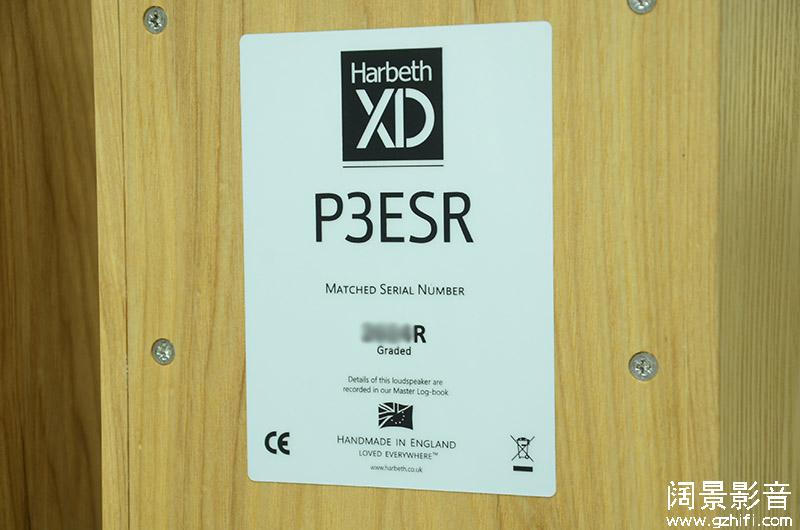 Harbeth
XD
P3ESR
MATCHED SERIAL NUMBER
R
Graded
Details of this loudspeaker are
recorded in our Master Log-book
HANDMADE IN ENGLAND
LOVED EVERYWHERE™
www.harbeth.co.uk
CE
阔景影音
www.gzhifi.com